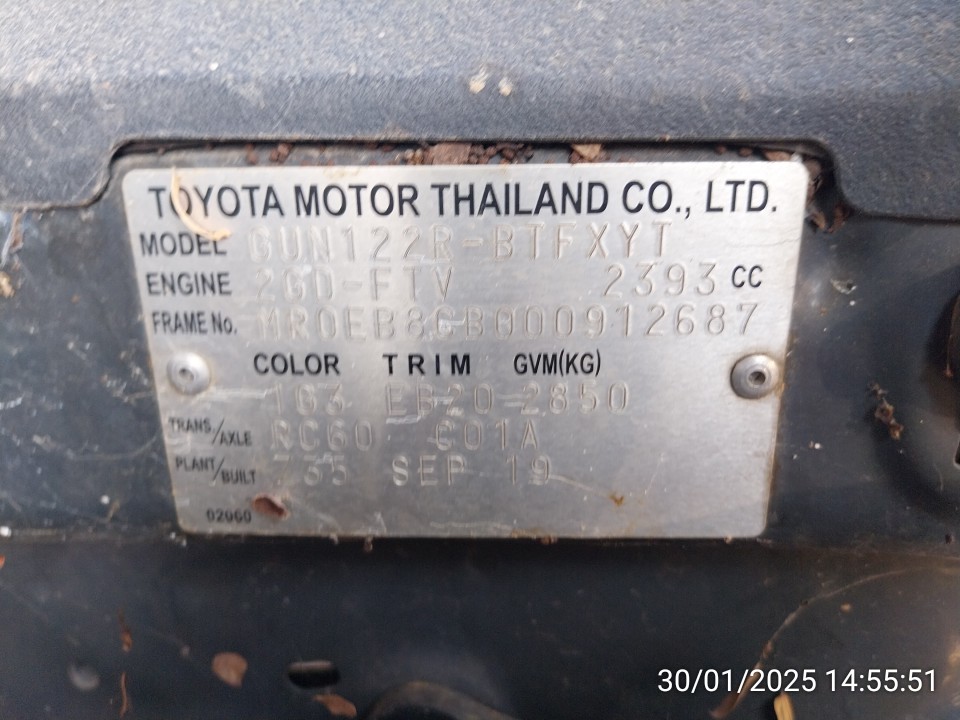 TOYOTA MOTOR THAILAND CO., LTD.
MODEL GUN122R-BTFXYT
ENGINE 2GD-FTV 2393 CC
FRAME No. MR0EB8CB000912687
COLOR TRIM GVM(KG)
1G3 EB20 2850
TRANS./AXLE RC60 C01A
PLANT/BUILT Z35 SEP 19
02060
30/01/2025 14:55:51